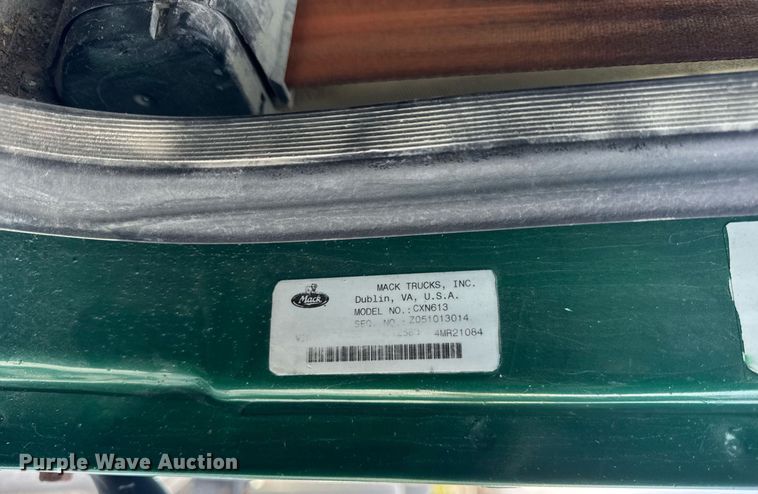 Mack
MACK TRUCKS, INC.
Dublin, VA, U.S.A.
MODEL NO.: CXN613
SEQ. NO.: Z051013014
4MR21084
Purple Wave Auction